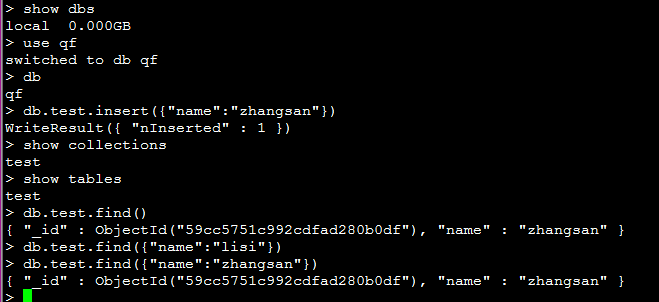 > show dbs
local  0.000GB
> use qf
switched to db qf
> db
qf
> db.test.insert({"name":"zhangsan"})
WriteResult({ "nInserted" : 1 })
> show collections
test
> show tables
test
> db.test.find()
{ "_id" : ObjectId("59cc5751c992cdfad280b0df"), "name" : "zhangsan" }
> db.test.find({"name":"lisi"})
> db.test.find({"name":"zhangsan"})
{ "_id" : ObjectId("59cc5751c992cdfad280b0df"), "name" : "zhangsan" }
>